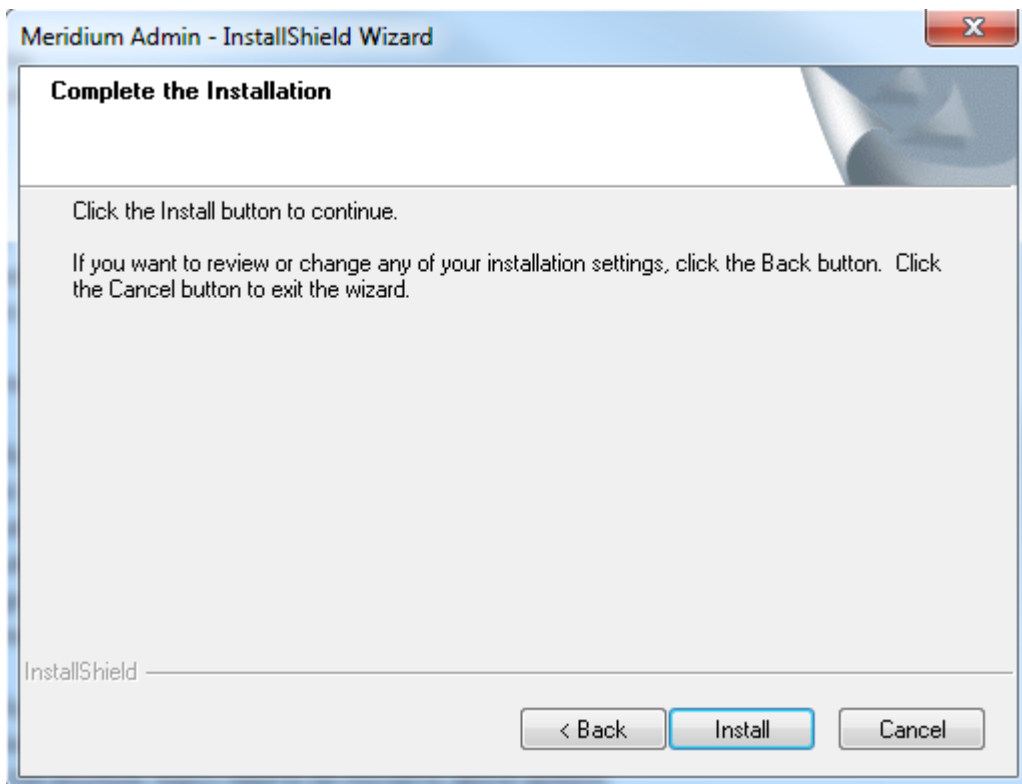 Meridium Admin - InstallShield Wizard
Complete the Installation
Click the Install button to continue.
If you want to review or change any of your installation settings, click the Back button.  Click
the Cancel button to exit the wizard.
InstallShield
< Back
Install
Cancel